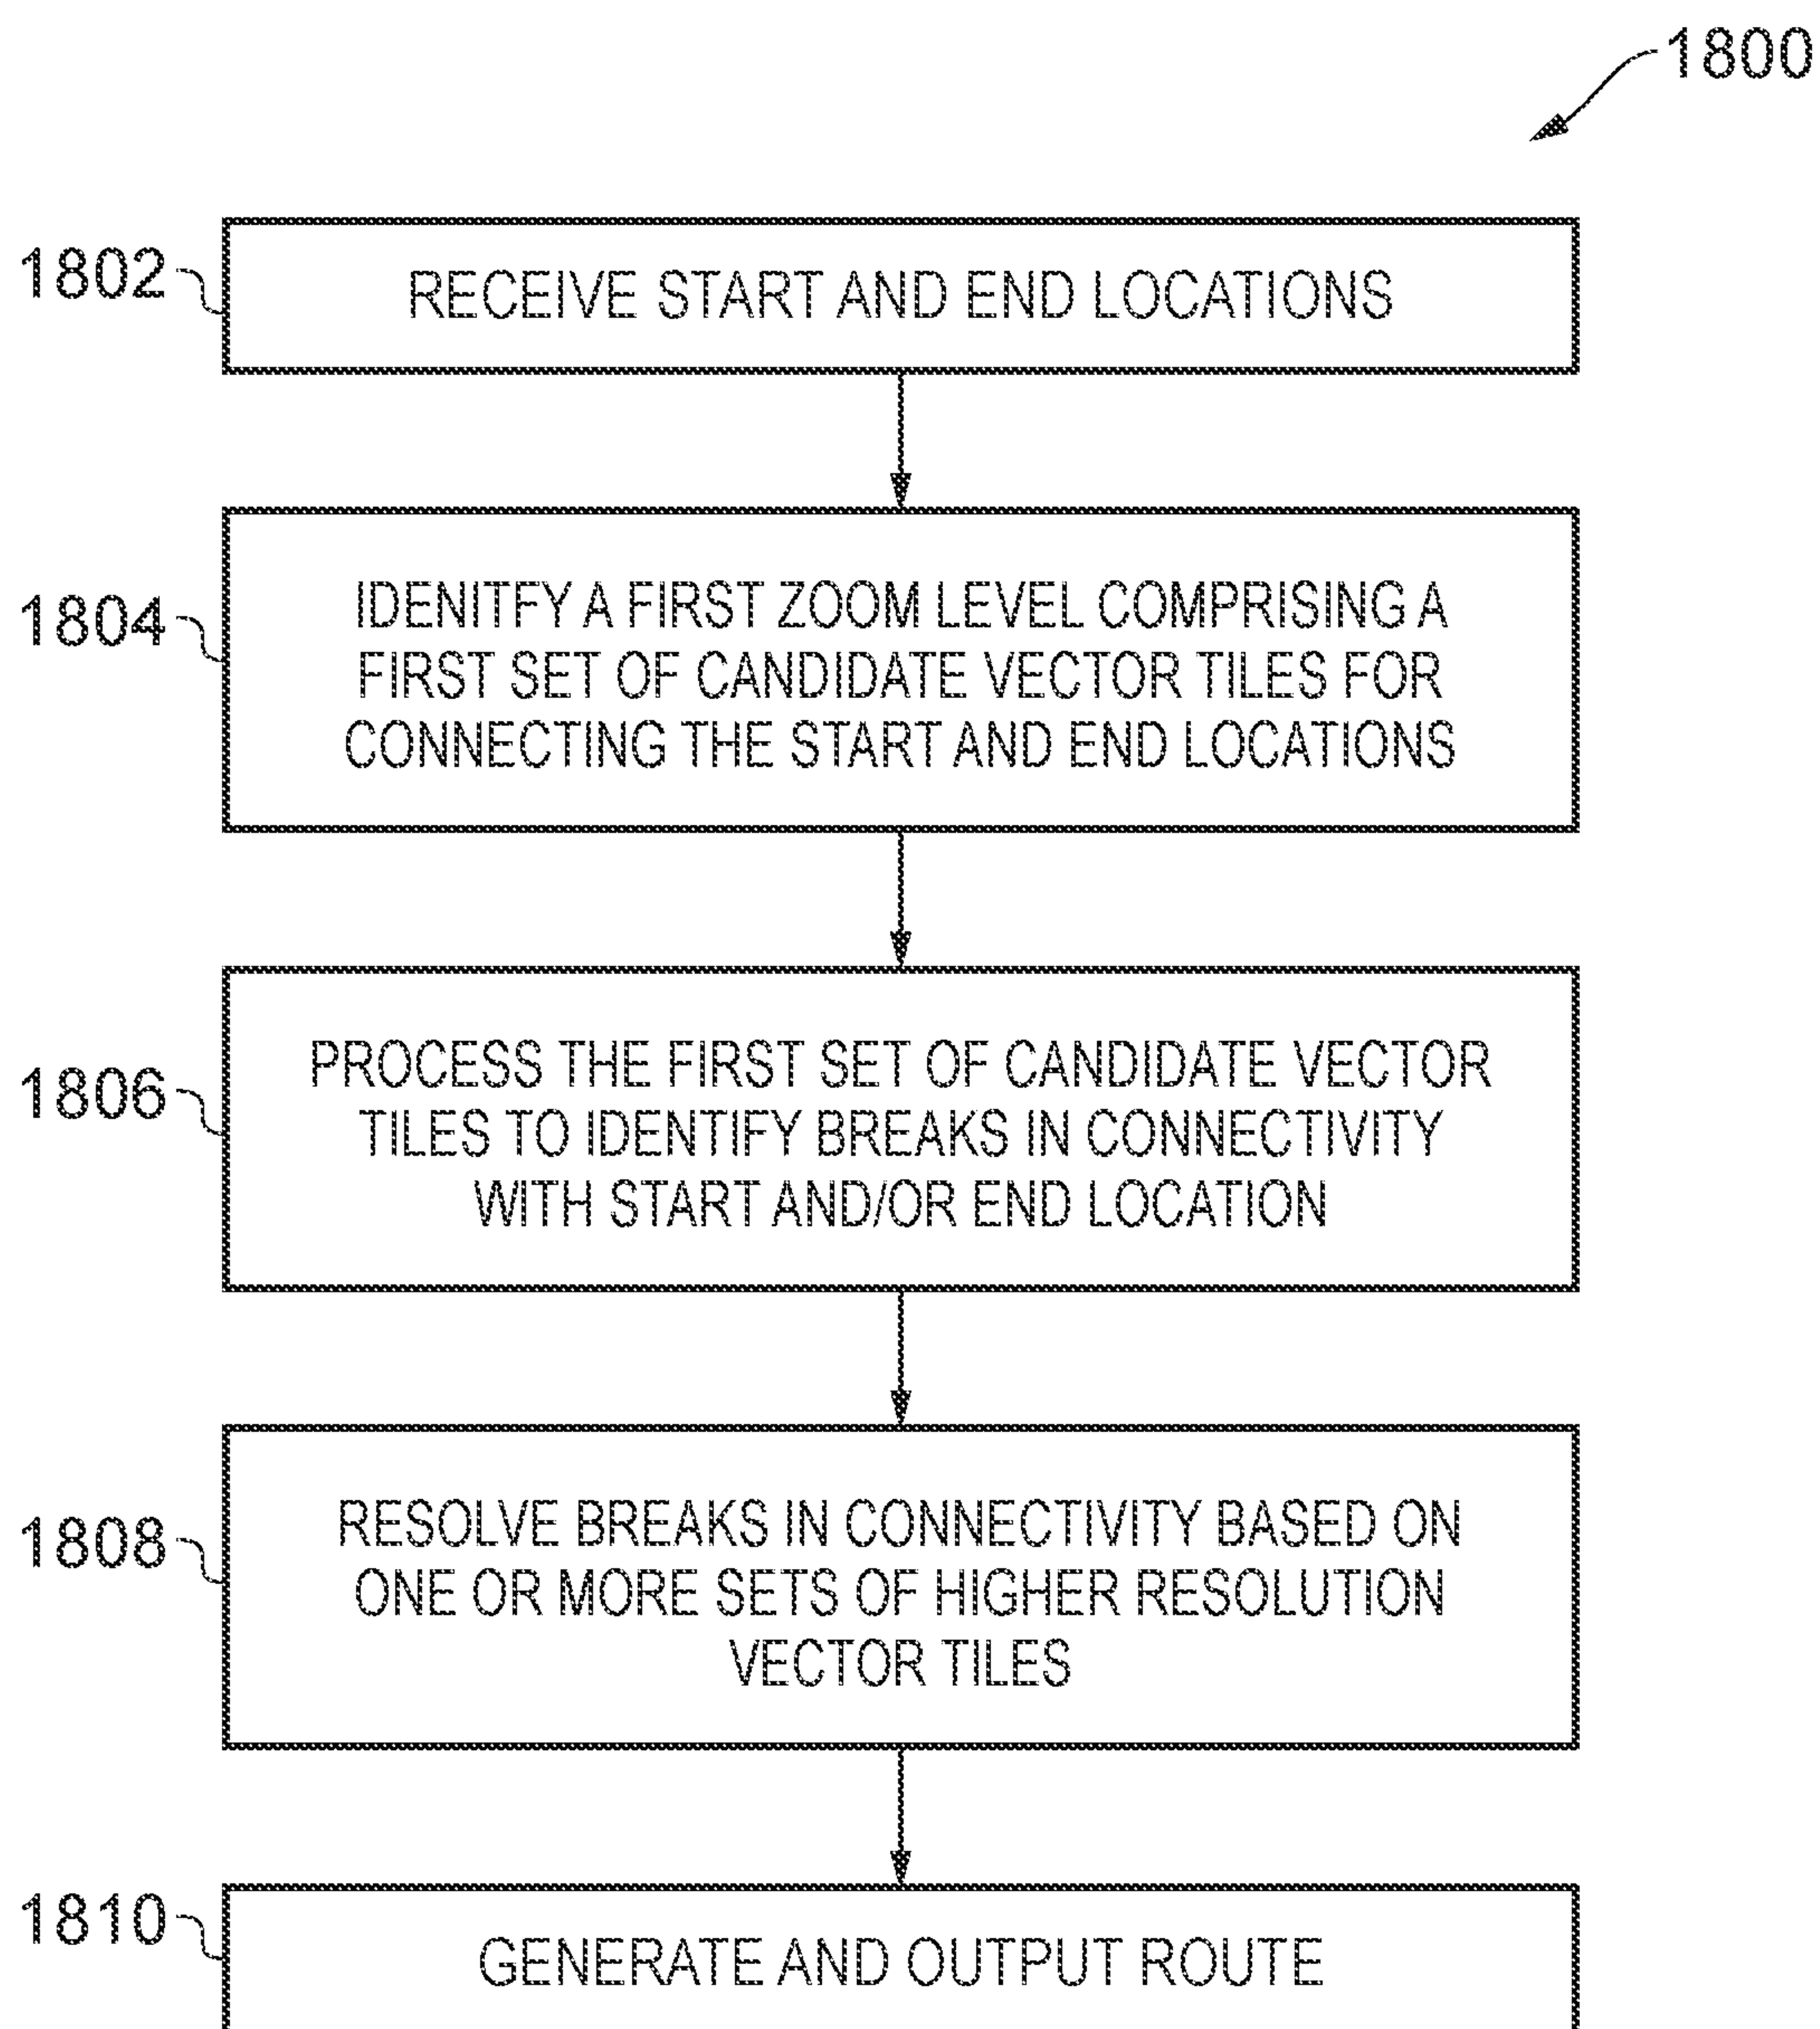 1800
1802
RECEIVE START AND END LOCATIONS
1804
IDENITFY A FIRST ZOOM LEVEL COMPRISING A
FIRST SET OF CANDIDATE VECTOR TILES FOR
CONNECTING THE START AND END LOCATIONS
1806
PROCESS THE FIRST SET OF CANDIDATE VECTOR
TILES TO IDENTIFY BREAKS IN CONNECTIVITY
WITH START AND/OR END LOCATION
1808
RESOLVE BREAKS IN CONNECTIVITY BASED ON
ONE OR MORE SETS OF HIGHER RESOLUTION
VECTOR TILES
1810
GENERATE AND OUTPUT ROUTE